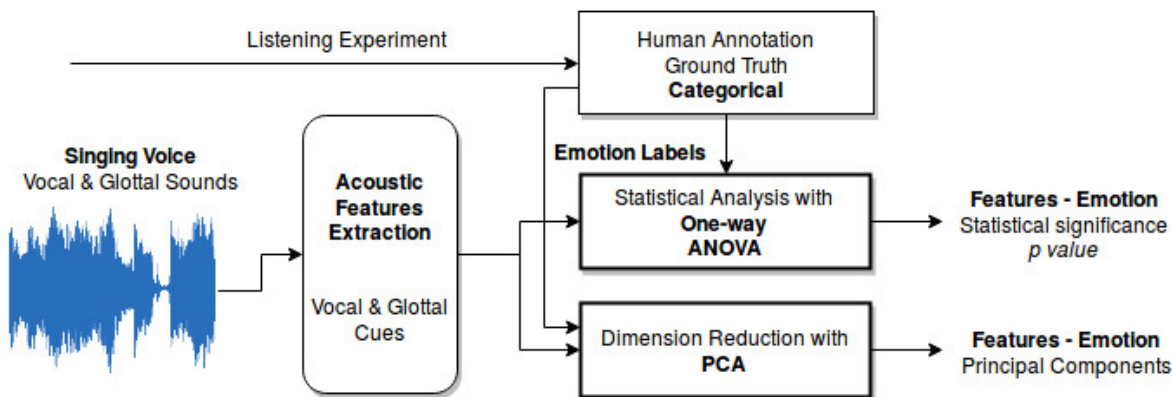 Listening Experiment
Human Annotation
Ground Truth
Categorical
Singing Voice
Vocal & Glottal Sounds
Acoustic
Features
Extraction
Vocal & Glottal
Cues
Emotion Labels
Statistical Analysis with
One-way
ANOVA
Features - Emotion
Statistical significance
p value
Dimension Reduction with
PCA
Features - Emotion
Principal Components